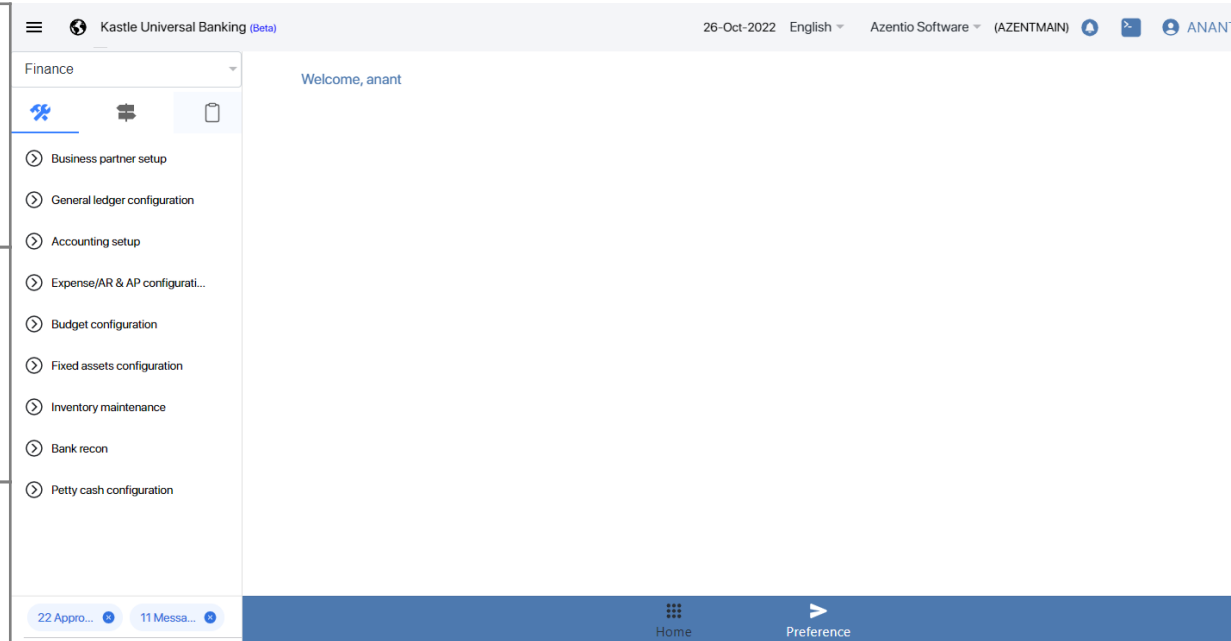 Kastle Universal Banking (Beta)
26-Oct-2022 English Azentio Software (AZENTMAIN) ANANT
Finance
Welcome, anant
Business partner setup
General ledger configuration
Accounting setup
Expense/AR & AP configurati...
Budget configuration
Fixed assets configuration
Inventory maintenance
Bank recon
Petty cash configuration
22 Appro... 11 Messa...
Home Preference